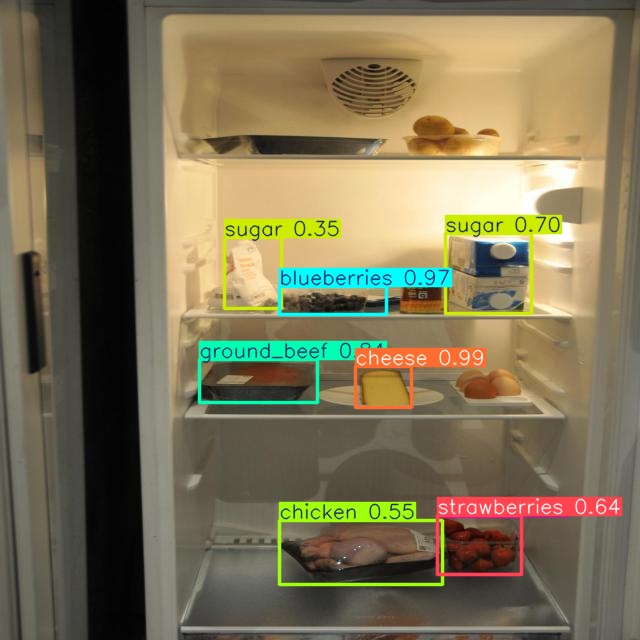 sugar 0.35
sugar 0.70
blueberries 0.97
ground_beef 0.84
cheese 0.99
chicken 0.55
strawberries 0.64